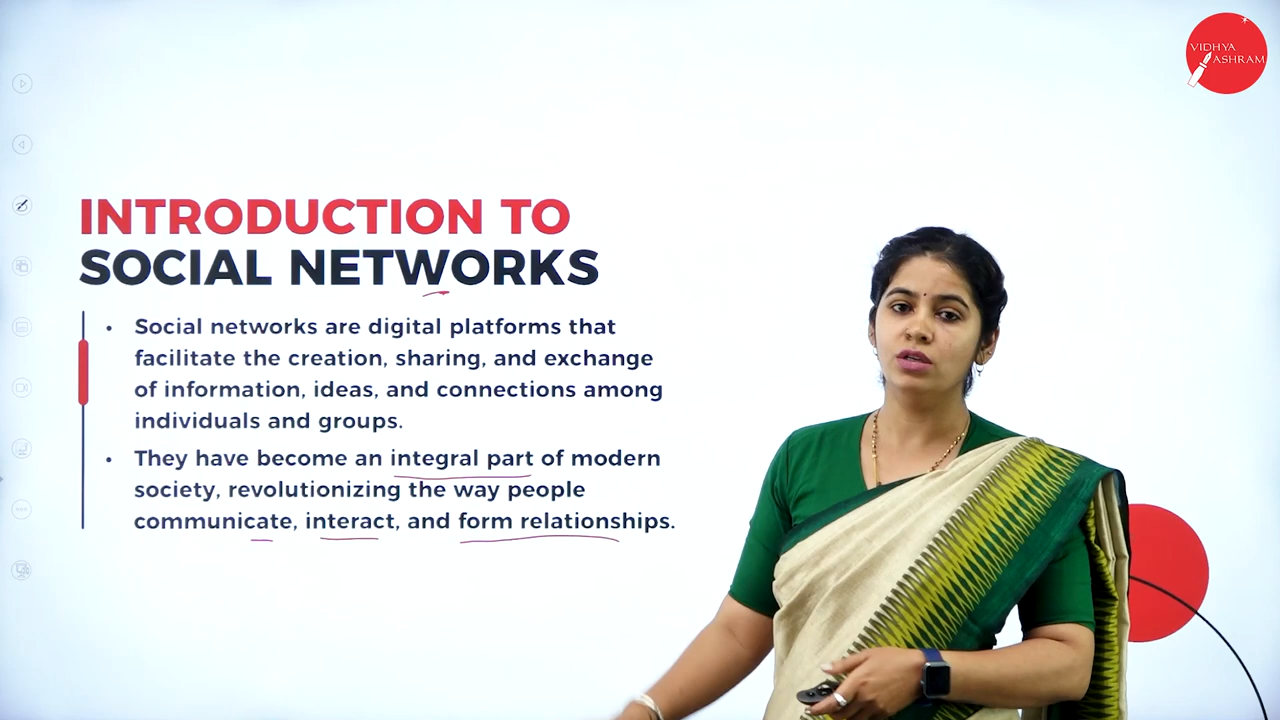 VIDHYA
ASHRAM
INTRODUCTION TO
SOCIAL NETWORKS
• Social networks are digital platforms that
facilitate the creation, sharing, and exchange
of information, ideas, and connections among
individuals and groups.
• They have become an integral part of modern
society, revolutionizing the way people
communicate, interact, and form relationships.